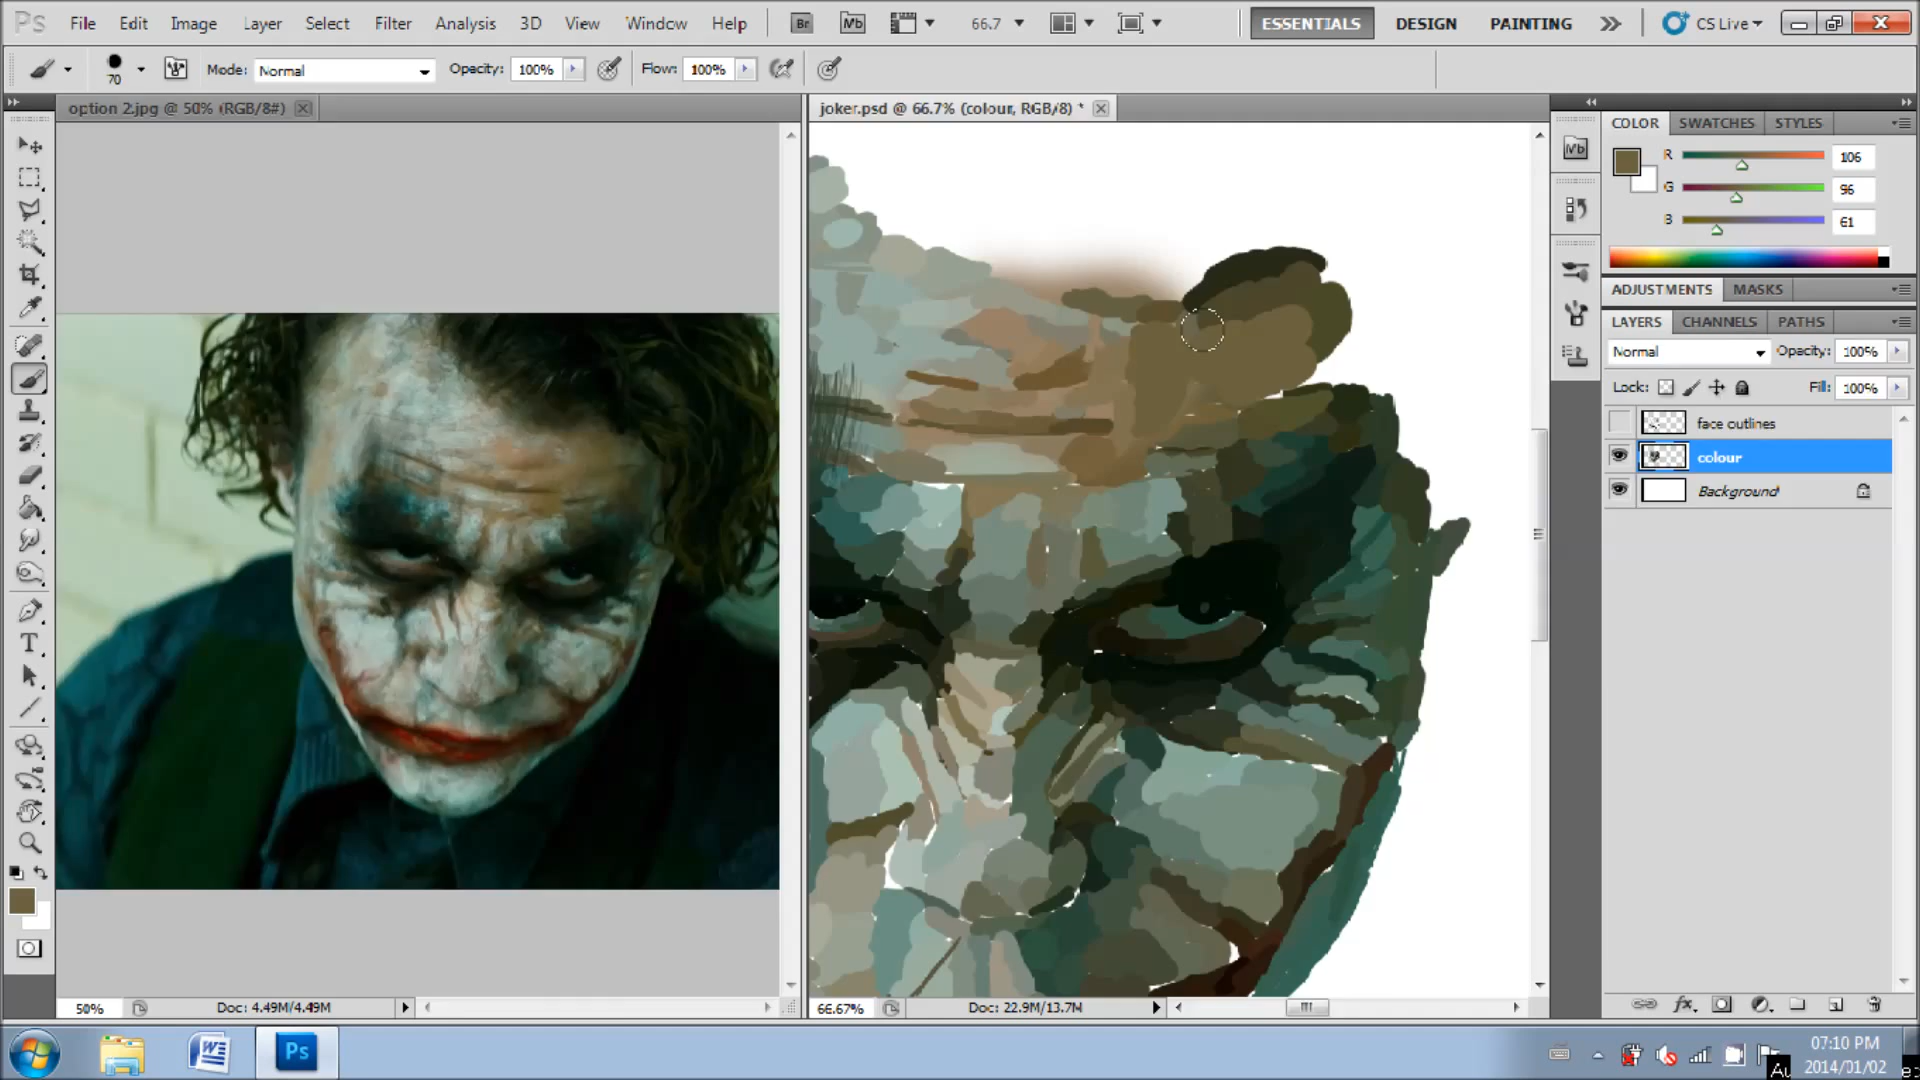 Ps File Edit Image Layer Select Filter Analysis 3D View Window Help Br Mb 66.7 ESSENTIALS DESIGN PAINTING CS Live
70 Mode: Normal Opacity: 100% Flow: 100%
option 2.jpg @ 50% (RGB/8#)
joker.psd @ 66.7% (colour, RGB/8) *
COLOR SWATCHES STYLES
Mb
R 106
G 96
B 61
ADJUSTMENTS MASKS
LAYERS CHANNELS PATHS
Normal Opacity: 100%
Lock: Fill: 100%
face outlines
colour
Background
T
fx
50% Doc: 4.49M/4.49M
66.67% Doc: 22.9M/13.7M
W Ps
07:10 PM
2014/01/02